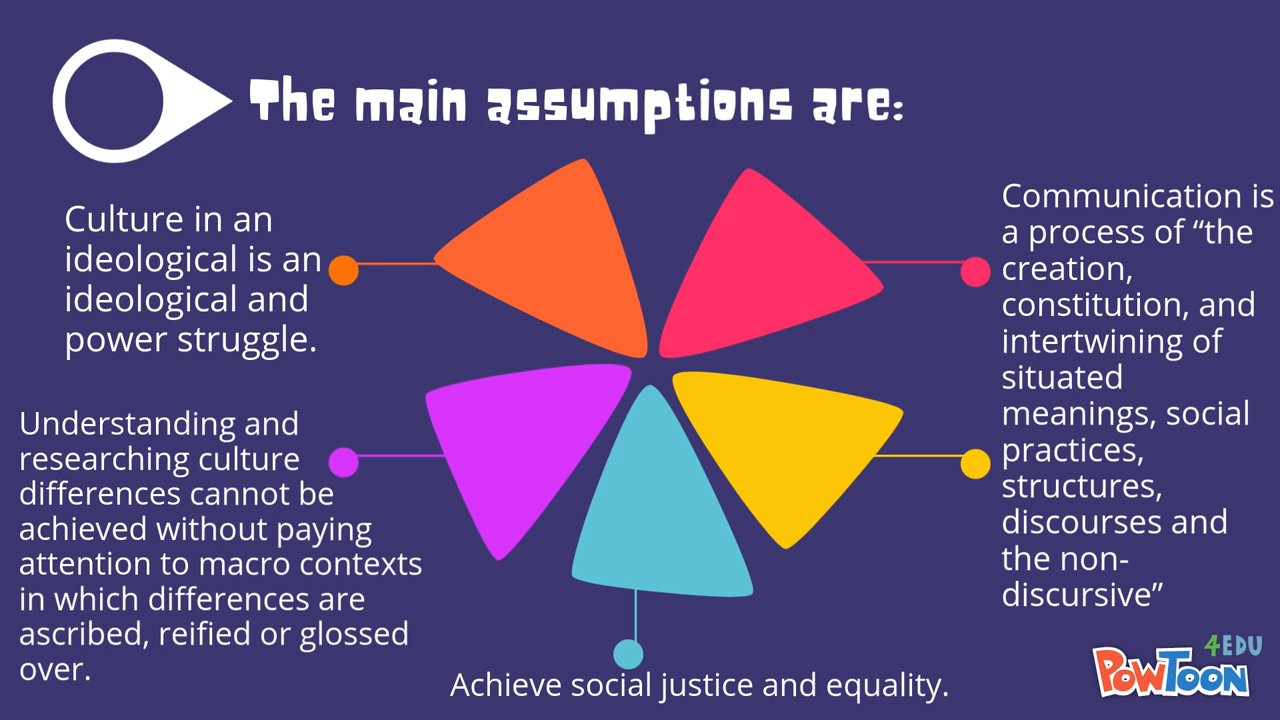 The main assumptions are:
Culture in an
ideological is an
ideological and
power struggle.
Communication is
a process of “the
creation,
constitution, and
intertwining of
situated
meanings, social
practices,
structures,
discourses and
the non-
discursive”
Understanding and
researching culture
differences cannot be
achieved without paying
attention to macro contexts
in which differences are
ascribed, reified or glossed
over.
Achieve social justice and equality.
4EDU
POWTOON